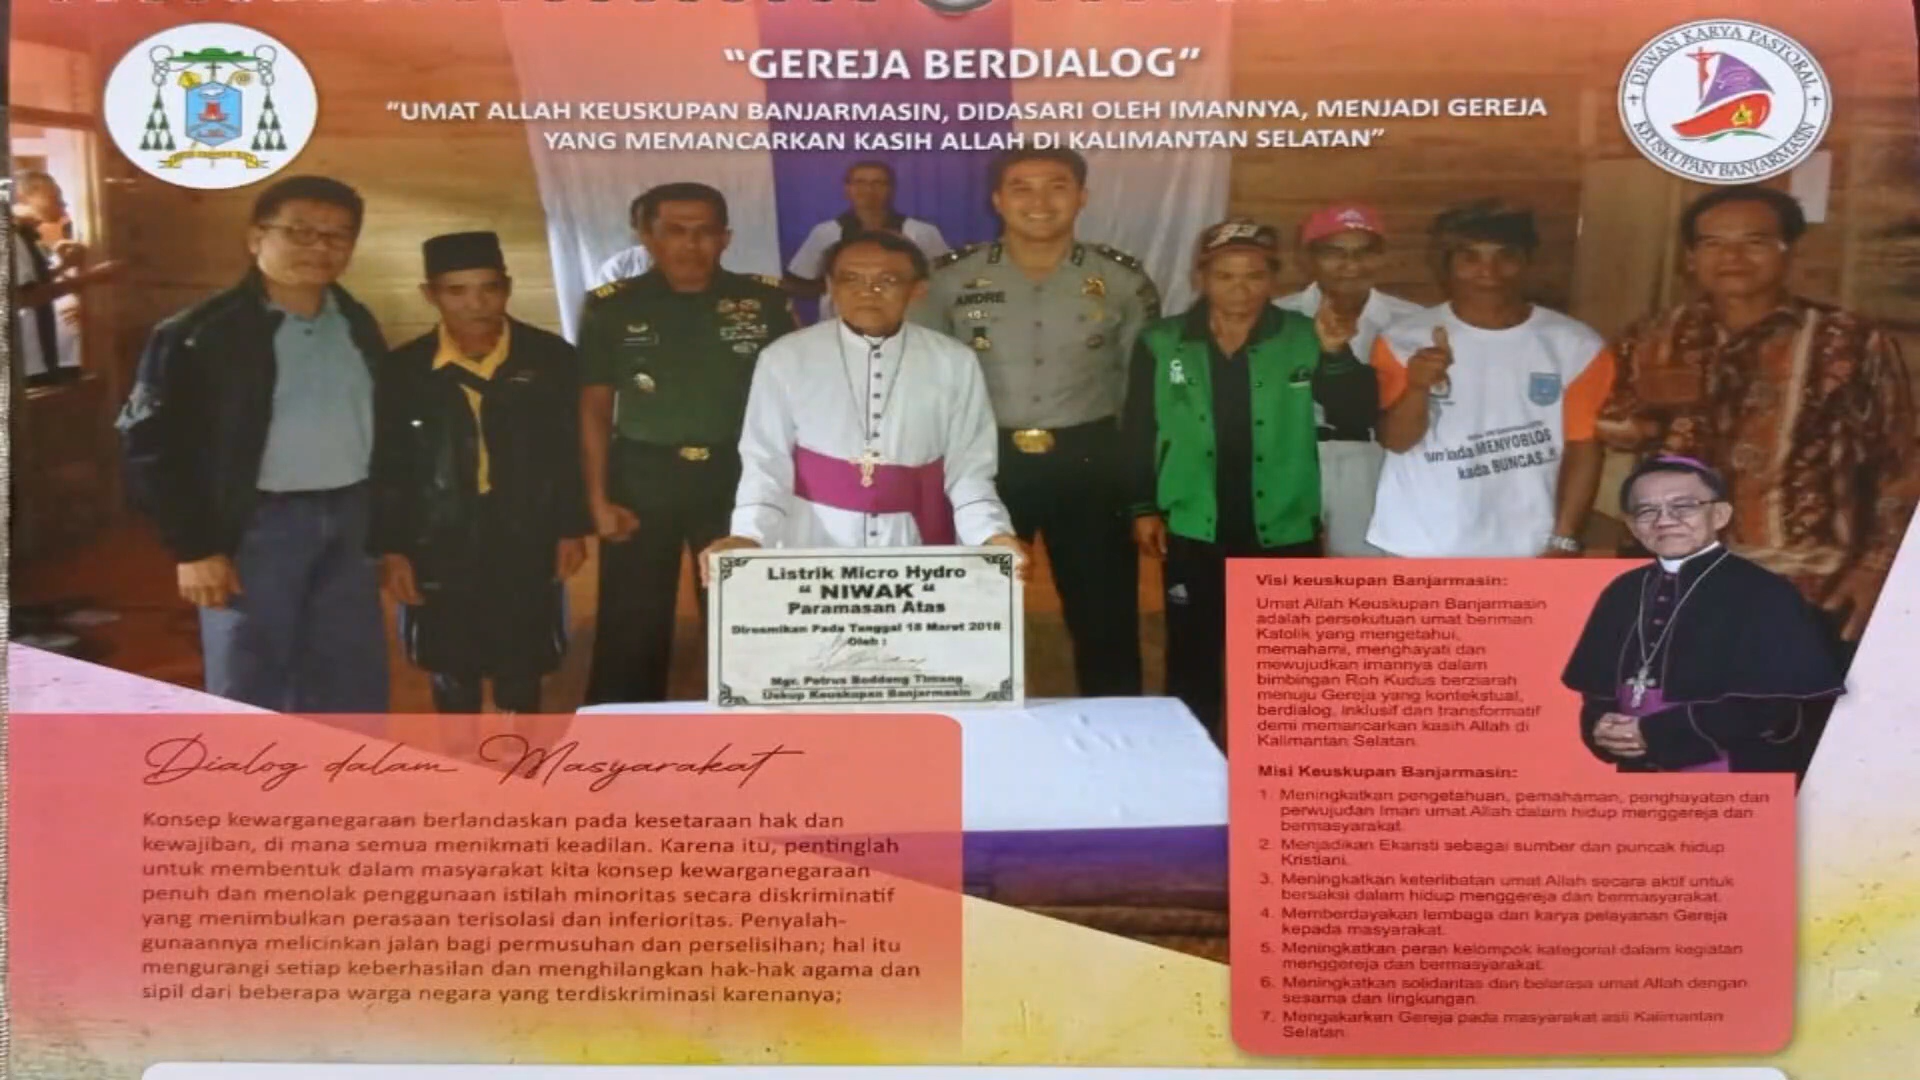 "GEREJA BERDIALOG"
"UMAT ALLAH KEUSKUPAN BANJARMASIN, DIDASARI OLEH IMANNYA, MENJADI GEREJA
YANG MEMANCARKAN KASIH ALLAH DI KALIMANTAN SELATAN"
DEWAN KARYA PASTORAL
KEUSKUPAN BANJARMASIN
ANDRE
MENYOBLOS
kada BUNGAS..!!
Listrik Micro Hydro
" NIWAK "
Paramasan Atas
Diresmikan Pada Tanggal 18 Maret 2018
Oleh :
Mgr. Petrus Boddeng Timang
Uskup Keuskupan Banjarmasin
Visi keuskupan Banjarmasin:
Umat Allah Keuskupan Banjarmasin
adalah persekutuan umat beriman
Katolik yang mengetahui,
memahami, menghayati dan
mewujudkan imannya dalam
bimbingan Roh Kudus berziarah
menuju Gereja yang kontekstual,
berdialog, inklusif dan transformatif
demi memancarkan kasih Allah di
Kalimantan Selatan.
Misi Keuskupan Banjarmasin:
1. Meningkatkan pengetahuan, pemahaman, penghayatan dan
perwujudan Iman umat Allah dalam hidup menggereja dan
bermasyarakat.
2. Menjadikan Ekaristi sebagai sumber dan puncak hidup
Kristiani.
3. Meningkatkan keterlibatan umat Allah secara aktif untuk
bersaksi dalam hidup menggereja dan bermasyarakat.
4. Memberdayakan lembaga dan karya pelayanan Gereja
kepada masyarakat.
5. Meningkatkan peran kelompok kategorial dalam kegiatan
menggereja dan bermasyarakat.
6. Meningkatkan solidaritas dan belarasa umat Allah dengan
sesama dan lingkungan.
7. Mengakarkan Gereja pada masyarakat asli Kalimantan
Selatan.
Dialog dalam Masyarakat
Konsep kewarganegaraan berlandaskan pada kesetaraan hak dan
kewajiban, di mana semua menikmati keadilan. Karena itu, pentinglah
untuk membentuk dalam masyarakat kita konsep kewarganegaraan
penuh dan menolak penggunaan istilah minoritas secara diskriminatif
yang menimbulkan perasaan terisolasi dan inferioritas. Penyalah-
gunaannya melicinkan jalan bagi permusuhan dan perselisihan; hal itu
mengurangi setiap keberhasilan dan menghilangkan hak-hak agama dan
sipil dari beberapa warga negara yang terdiskriminasi karenanya;